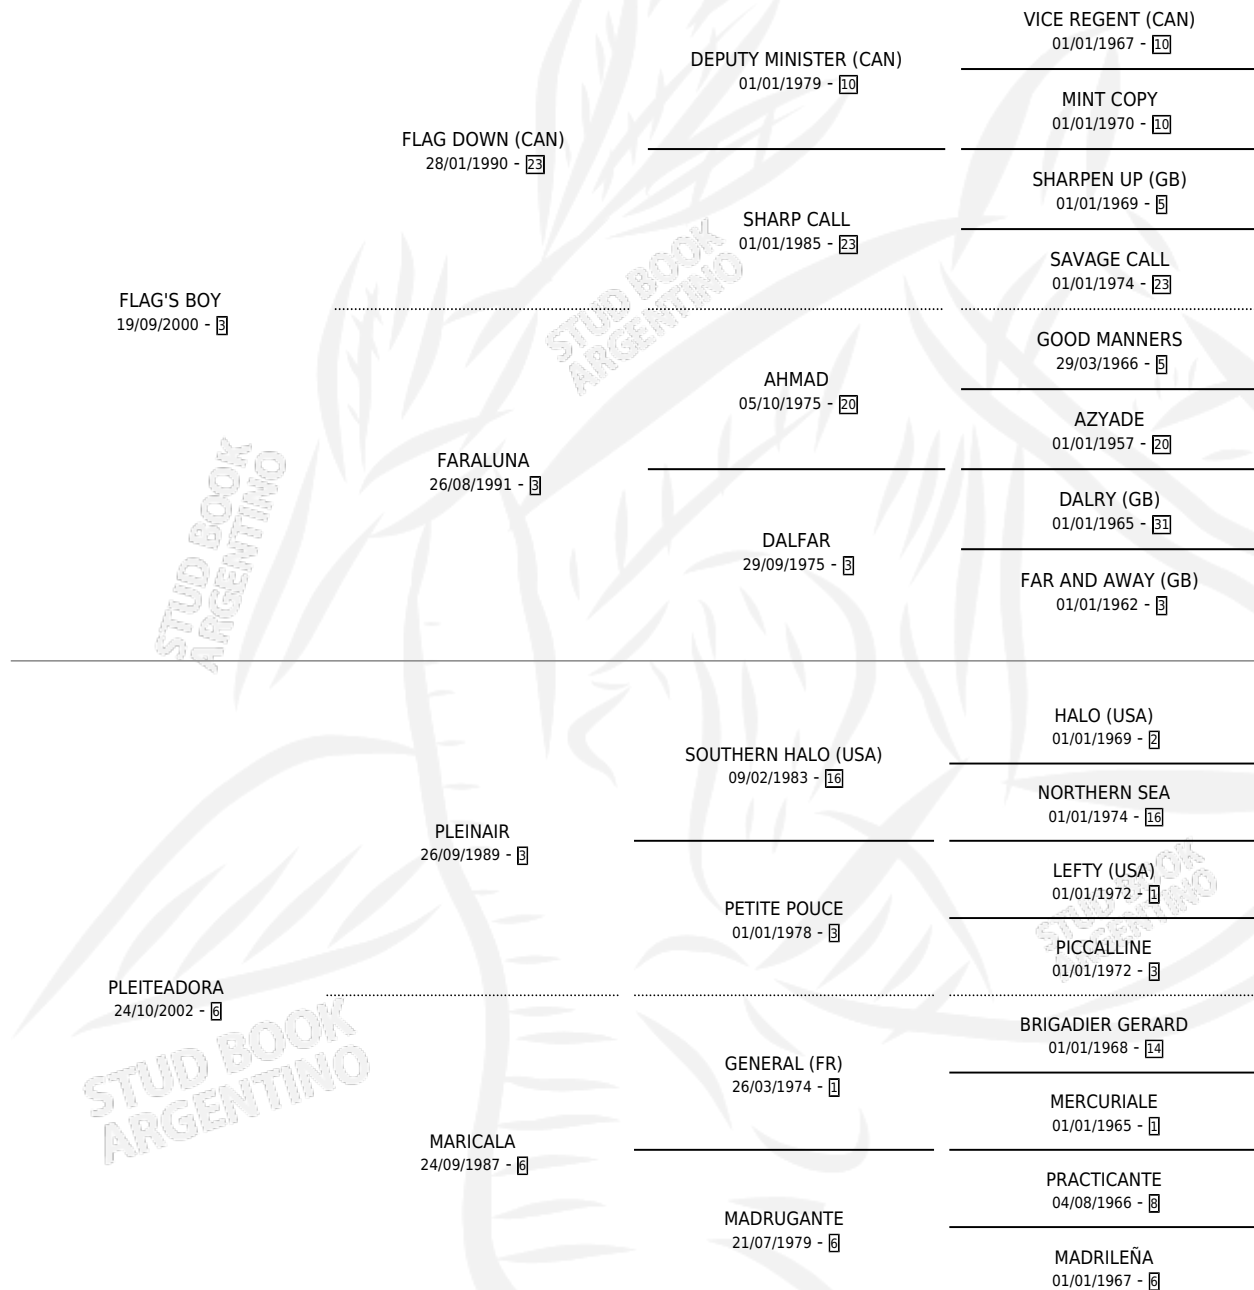 VICE REGENT (CAN)
01/01/1967 - 10
DEPUTY MINISTER (CAN)
01/01/1979 - 10
MINT COPY
01/01/1970 - 10
FLAG DOWN (CAN)
28/01/1990 - 23
SHARPEN UP (GB)
01/01/1969 - 5
SHARP CALL
01/01/1985 - 23
SAVAGE CALL
01/01/1974 - 23
FLAG'S BOY
19/09/2000 - 3
GOOD MANNERS
29/03/1966 - 5
AHMAD
05/10/1975 - 20
AZYADE
01/01/1957 - 20
FARALUNA
26/08/1991 - 3
DALRY (GB)
01/01/1965 - 31
DALFAR
29/09/1975 - 3
FAR AND AWAY (GB)
01/01/1962 - 3
STUD BOOK
ARGENTINO
STUD BOOK
ARGENTINO
HALO (USA)
01/01/1969 - 2
SOUTHERN HALO (USA)
09/02/1983 - 16
NORTHERN SEA
01/01/1974 - 16
PLEINAIR
26/09/1989 - 3
LEFTY (USA)
01/01/1972 - 1
PETITE POUCE
01/01/1978 - 3
PICCALLINE
01/01/1972 - 3
STUD BOOK
ARGENTINO
PLEITEADORA
24/10/2002 - 6
BRIGADIER GERARD
01/01/1968 - 14
GENERAL (FR)
26/03/1974 - 1
MERCURIALE
01/01/1965 - 1
MARICALA
24/09/1987 - 6
PRACTICANTE
04/08/1966 - 8
MADRUGANTE
21/07/1979 - 6
MADRILEÑA
01/01/1967 - 6
STUD BOOK
ARGENTINO